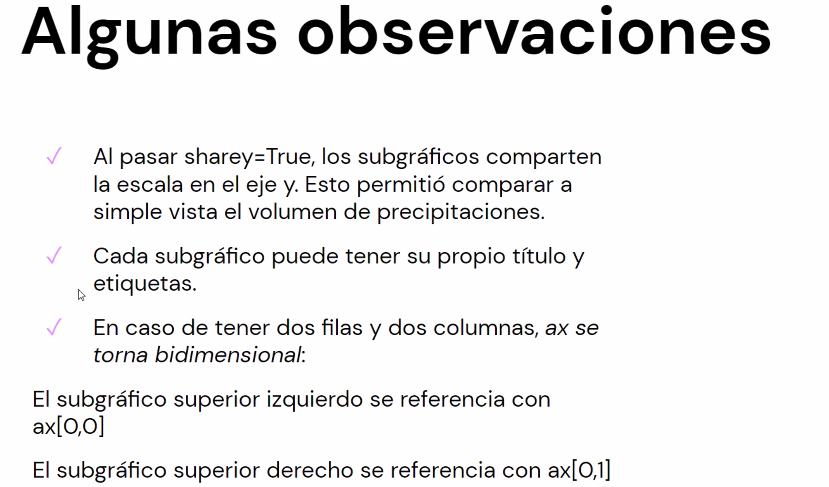 Algunas observaciones
✓ Al pasar sharey=True, los subgráficos comparten
la escala en el eje y. Esto permitió comparar a
simple vista el volumen de precipitaciones.
✓ Cada subgráfico puede tener su propio título y
etiquetas.
✓ En caso de tener dos filas y dos columnas, ax se
torna bidimensional:
El subgráfico superior izquierdo se referencia con
ax[0,0]
El subgráfico superior derecho se referencia con ax[0,1]